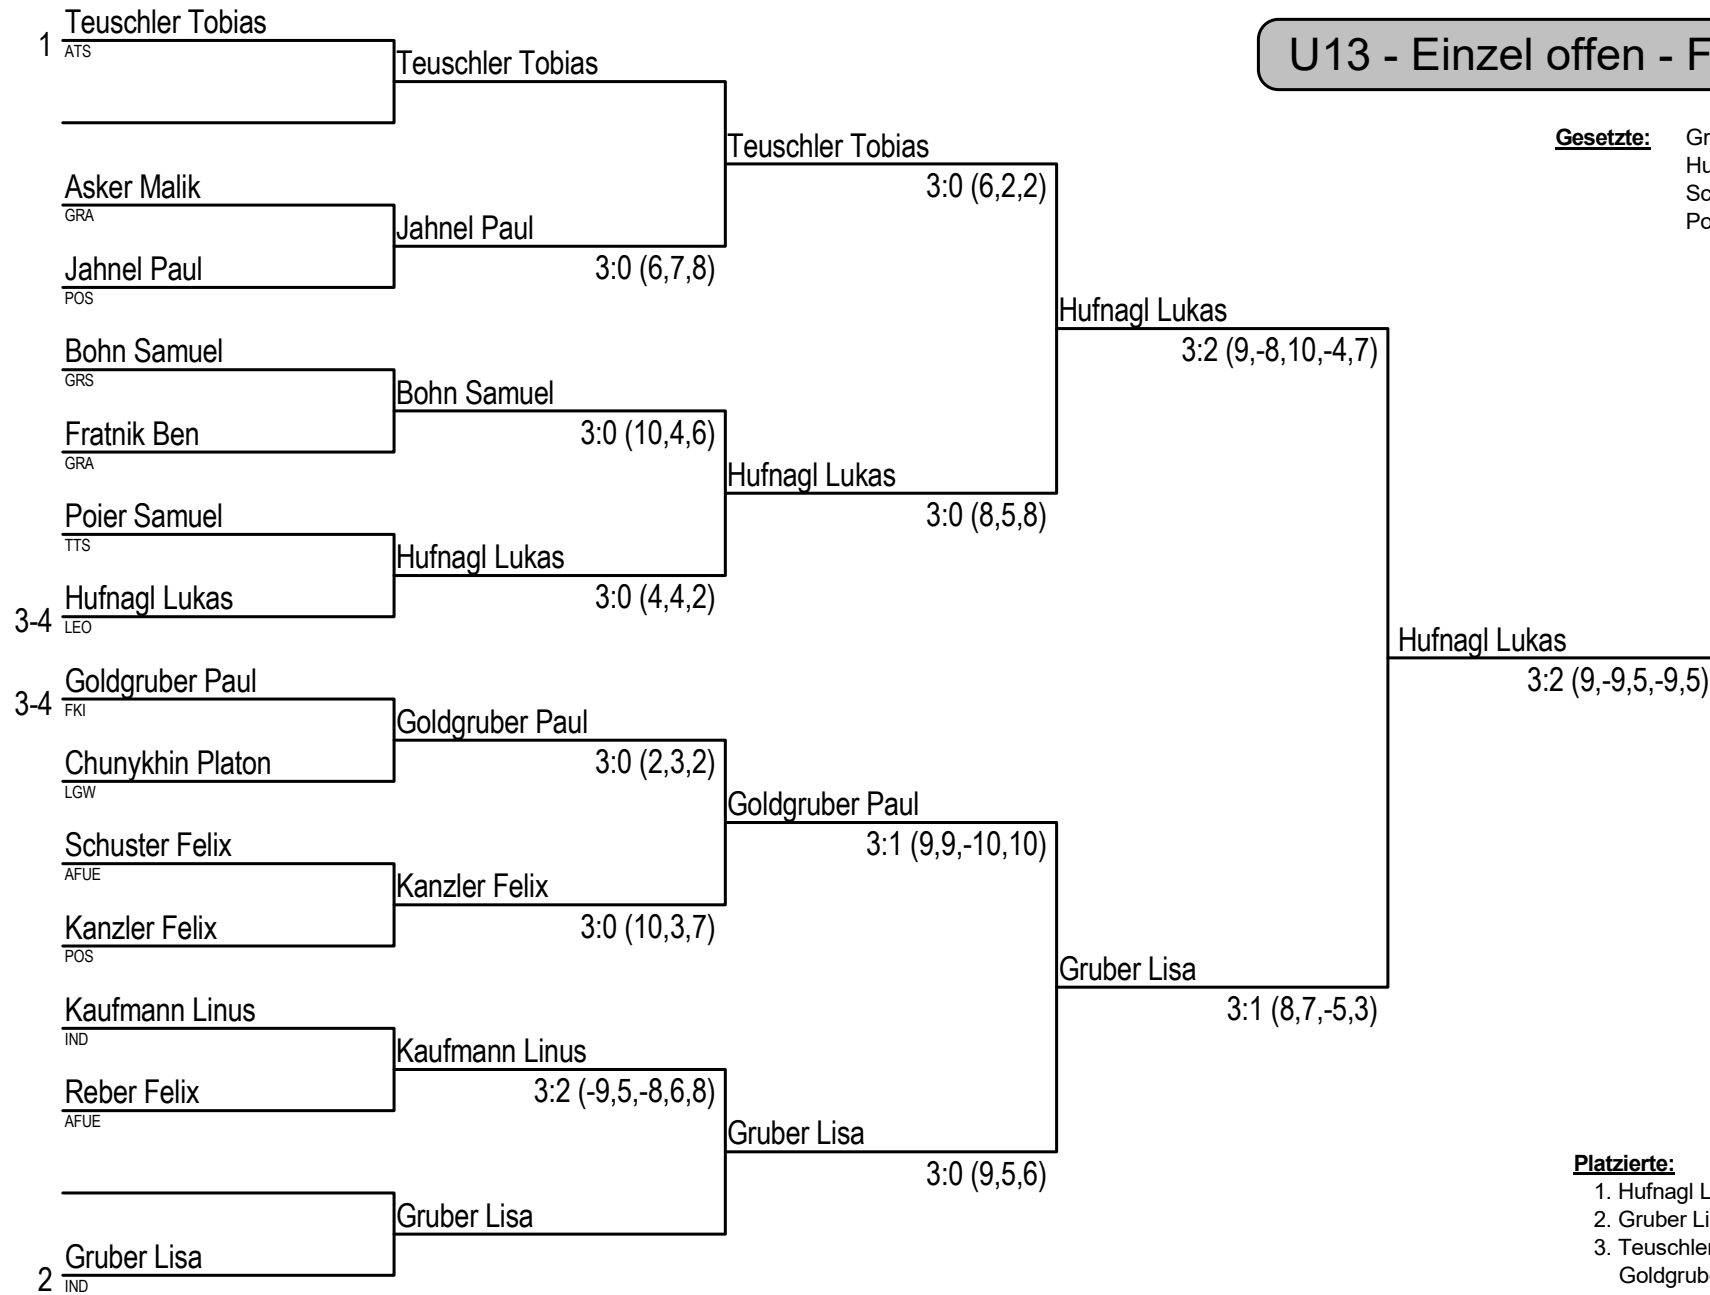 Teuschler Tobias
1
ATS
Teuschler Tobias
U13 - Einzel offen - F
Gesetzte:
Gr
Hu
Sc
Po
Teuschler Tobias
3:0 (6,2,2)
Asker Malik
GRA
Jahnel Paul
3:0 (6,7,8)
Jahnel Paul
POS
Hufnagl Lukas
3:2 (9,-8,10,-4,7)
Bohn Samuel
GRS
Bohn Samuel
3:0 (10,4,6)
Fratnik Ben
GRA
Hufnagl Lukas
3:0 (8,5,8)
Poier Samuel
TTS
Hufnagl Lukas
3:0 (4,4,2)
Hufnagl Lukas
3-4
LEO
Hufnagl Lukas
3:2 (9,-9,5,-9,5)
Goldgruber Paul
3-4
FKI
Goldgruber Paul
3:0 (2,3,2)
Chunykhin Platon
LGW
Goldgruber Paul
3:1 (9,9,-10,10)
Schuster Felix
AFUE
Kanzler Felix
3:0 (10,3,7)
Kanzler Felix
POS
Gruber Lisa
3:1 (8,7,-5,3)
Kaufmann Linus
IND
Kaufmann Linus
3:2 (-9,5,-8,6,8)
Reber Felix
AFUE
Gruber Lisa
3:0 (9,5,6)
Gruber Lisa
Gruber Lisa
2
IND
Platzierte:
1. Hufnagl L
2. Gruber Li
3. Teuschler
Goldgrube